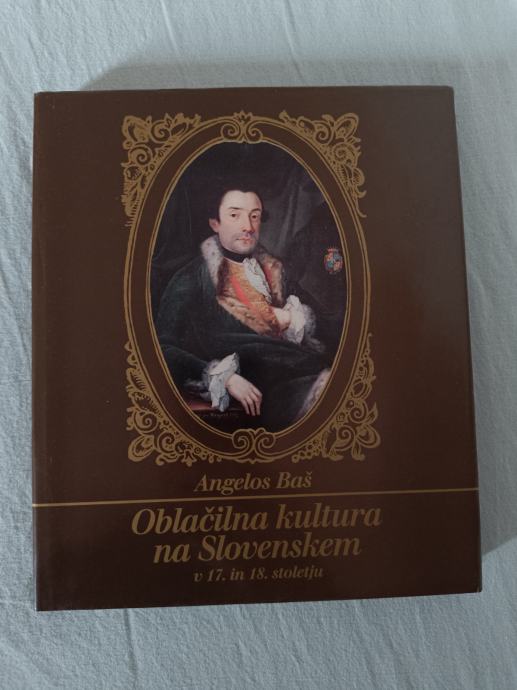 Angelos Baš
Oblačilna kultura
na Slovenskem
v 17. in 18. stoletju